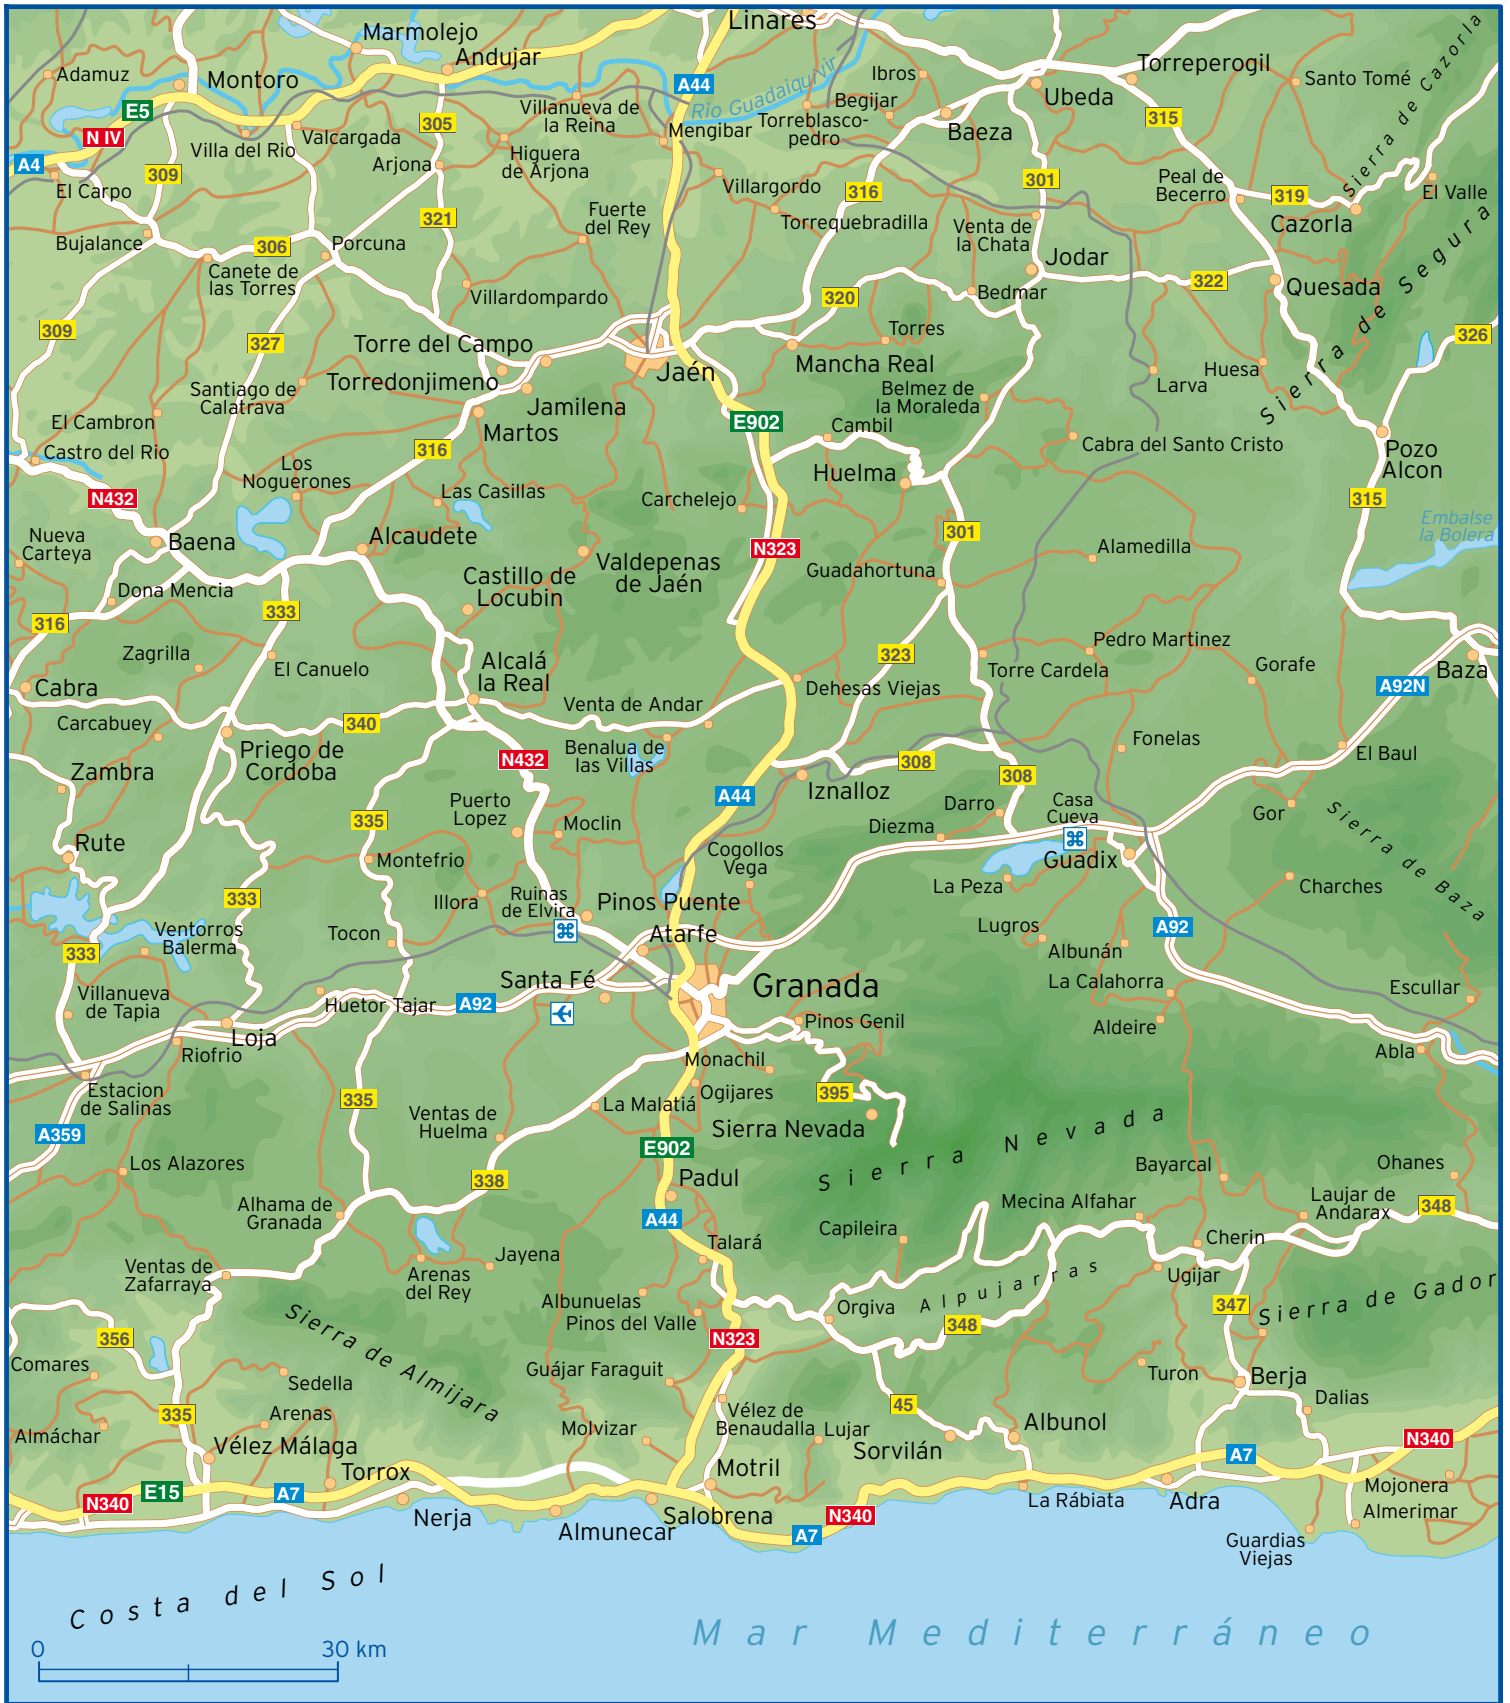 Linares
Marmolejo
Andujar
Adamuz
Montoro
A44
Rio Guadalquivir
Ibros
Torreperogil
Santo Tomé
Sierra de Cazorla
E5
N IV
A4
Villa del Rio
Valcargada
305
Villanueva de
la Reina
Mengibar
Torreblasco-
pedro
Begijar
Baeza
Ubeda
315
El Carpo
309
Arjona
Higuera
de Arjona
Villargordo
316
301
Peal de
Becerro
319
El Valle
Cazorla
Bujalance
306
Porcuna
321
Fuerte
del Rey
Torrequebradilla
Venta de
la Chata
Jodar
Canete de
las Torres
Villardompardo
320
Bedmar
322
Quesada
Sierra de Segura
309
327
Torre del Campo
Torredonjimeno
Jaén
Torres
Mancha Real
326
Santiago de
Calatrava
Jamilena
Martos
Belmez de
la Moraleda
Larva
Huesa
El Cambron
Castro del Rio
316
E902
Cambil
Cabra del Santo Cristo
Pozo
Alcon
Los
Noguerones
Las Casillas
Huelma
N432
Carchelejo
315
Embalse
la Bolera
Nueva
Carteya
Baena
Alcaudete
Valdepenas
de Jaén
N323
301
Alamedilla
Guadahortuna
Dona Mencia
Castillo de
Locubin
316
333
Zagrilla
El Canuelo
Alcalá
la Real
323
Pedro Martinez
Torre Cardela
Gorafe
Baza
Cabra
Dehesas Viejas
A92N
Carcabuey
340
Venta de Andar
Priego de
Cordoba
N432
Benalua de
las Villas
308
308
Fonelas
El Baul
Zambra
A44
Iznalloz
Puerto
Lopez
Moclin
335
Darro
Casa
Cueva
Gor
Sierra de Baza
Rute
Montefrio
Diezma
Guadix
Cogollos
Vega
La Peza
Charches
333
Illora
Ruinas
de Elvira
Pinos Puente
Ventorros
Balerma
Tocon
Atarfe
Lugros
Albunán
A92
333
Santa Fé
Granada
La Calahorra
Escullar
Villanueva
de Tapia
Huetor Tajar
A92
Loja
Riofrio
Pinos Genil
Aldeire
Monachil
Abla
Estacion
de Salinas
335
Ogijares
395
A359
Ventas de
Huelma
La Malatiá
Sierra Nevada
Sierra Nevada
Los Alazores
E902
338
Padul
Bayarcal
Ohanes
Alhama de
Granada
A44
Mecina Alfahar
Laujar de
Andarax
348
Capileira
Talará
Cherin
Ventas de
Zafarraya
Arenas
del Rey
Jayena
Ugijar
Alpujarras
Albunuelas
Pinos del Valle
Orgiva
348
347
Sierra de Gador
356
Sierra de Almijara
N323
Comares
Guájar Faraguit
Turon
Berja
Sedella
Dalias
335
Arenas
Vélez de
Benaudalla
Lujar
45
Albunol
Almáchar
Molvizar
Sorvilán
N340
Vélez Málaga
A7
Torrox
Motril
Mojonera
N340
E15
A7
Nerja
Almunecar
Salobrena
La Rábiata
Adra
N340
A7
Almerimar
Guardias
Viejas
Costa del Sol
Mar Mediterráneo
0
30 km